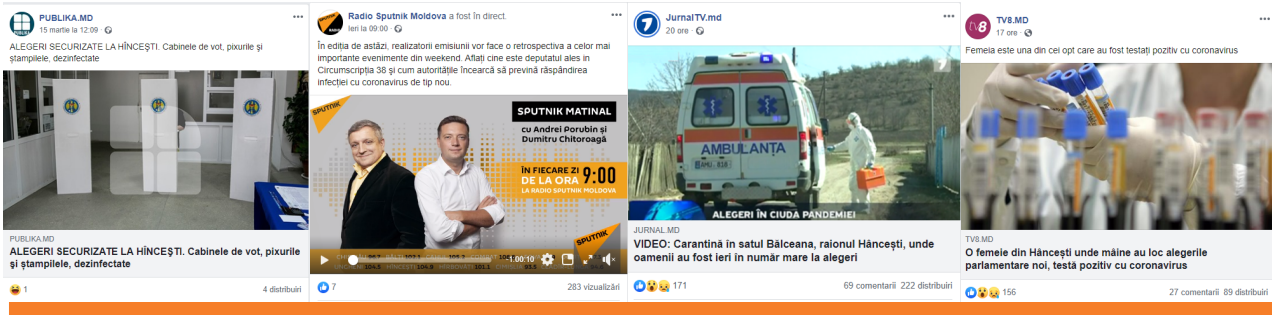 PUBLIKA.MD
15 martie la 12:09
ALEGERI SECURIZATE LA HÎNCEȘTI. Cabinele de vot, pixurile și
ștampilele, dezinfectate
PUBLIKA.MD
ALEGERI SECURIZATE LA HÎNCEȘTI. Cabinele de vot, pixurile
și ștampilele, dezinfectate
1
4 distribuiri
Radio Sputnik Moldova a fost în direct.
Ieri la 09:00
În ediția de astăzi, realizatorii emisiunii vor face o retrospectiva a celor mai
importante evenimente din weekend. Aflați cine este deputatul ales in
Circumscripția 38 și cum autoritățile încearcă să prevină răspândirea
infecției cu coronavirus de tip nou.
SPUTNIK
SPUTNIK MATINAL
cu Andrei Porubin și
Dumitru Chitoroagă
ÎN FIECARE ZI
DE LA ORA 9:00
LA RADIO SPUTNIK MOLDOVA
SPUTNIK
1:00:10
7
283 vizualizări
JurnalTV.md
20 ore
7
AMBULANȚA
AMU 818
ALEGERI ÎN CIUDA PANDEMIEI
JURNAL.MD
VIDEO: Carantină în satul Bălceana, raionul Hâncești, unde
oamenii au fost ieri în număr mare la alegeri
171
69 comentarii 222 distribuiri
TV8
TV8.MD
17 ore
Femeia este una din cei opt care au fost testați pozitiv cu coronavirus
TV8.MD
O femeie din Hâncești unde mâine au loc alegerile
parlamentare noi, testă pozitiv cu coronavirus
156
27 comentarii 89 distribuiri